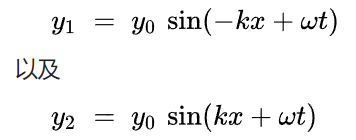 y₁ = y₀ sin(−kx + ωt)
以及
y₂ = y₀ sin(kx + ωt)